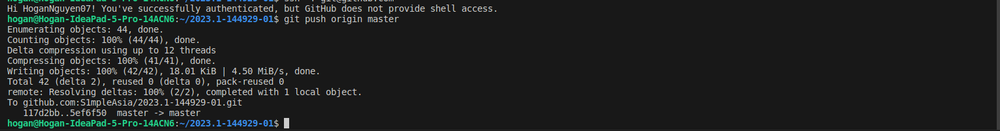 Hi HoganNguyen07! You've successfully authenticated, but GitHub does not provide shell access.
hogan@Hogan-IdeaPad-5-Pro-14ACN6:~/2023.1-144929-01$ git push origin master
Enumerating objects: 44, done.
Counting objects: 100% (44/44), done.
Delta compression using up to 12 threads
Compressing objects: 100% (41/41), done.
Writing objects: 100% (42/42), 18.01 KiB | 4.50 MiB/s, done.
Total 42 (delta 2), reused 0 (delta 0), pack-reused 0
remote: Resolving deltas: 100% (2/2), completed with 1 local object.
To github.com:S1mpleAsia/2023.1-144929-01.git
   117d2bb..5ef6f50  master -> master
hogan@Hogan-IdeaPad-5-Pro-14ACN6:~/2023.1-144929-01$